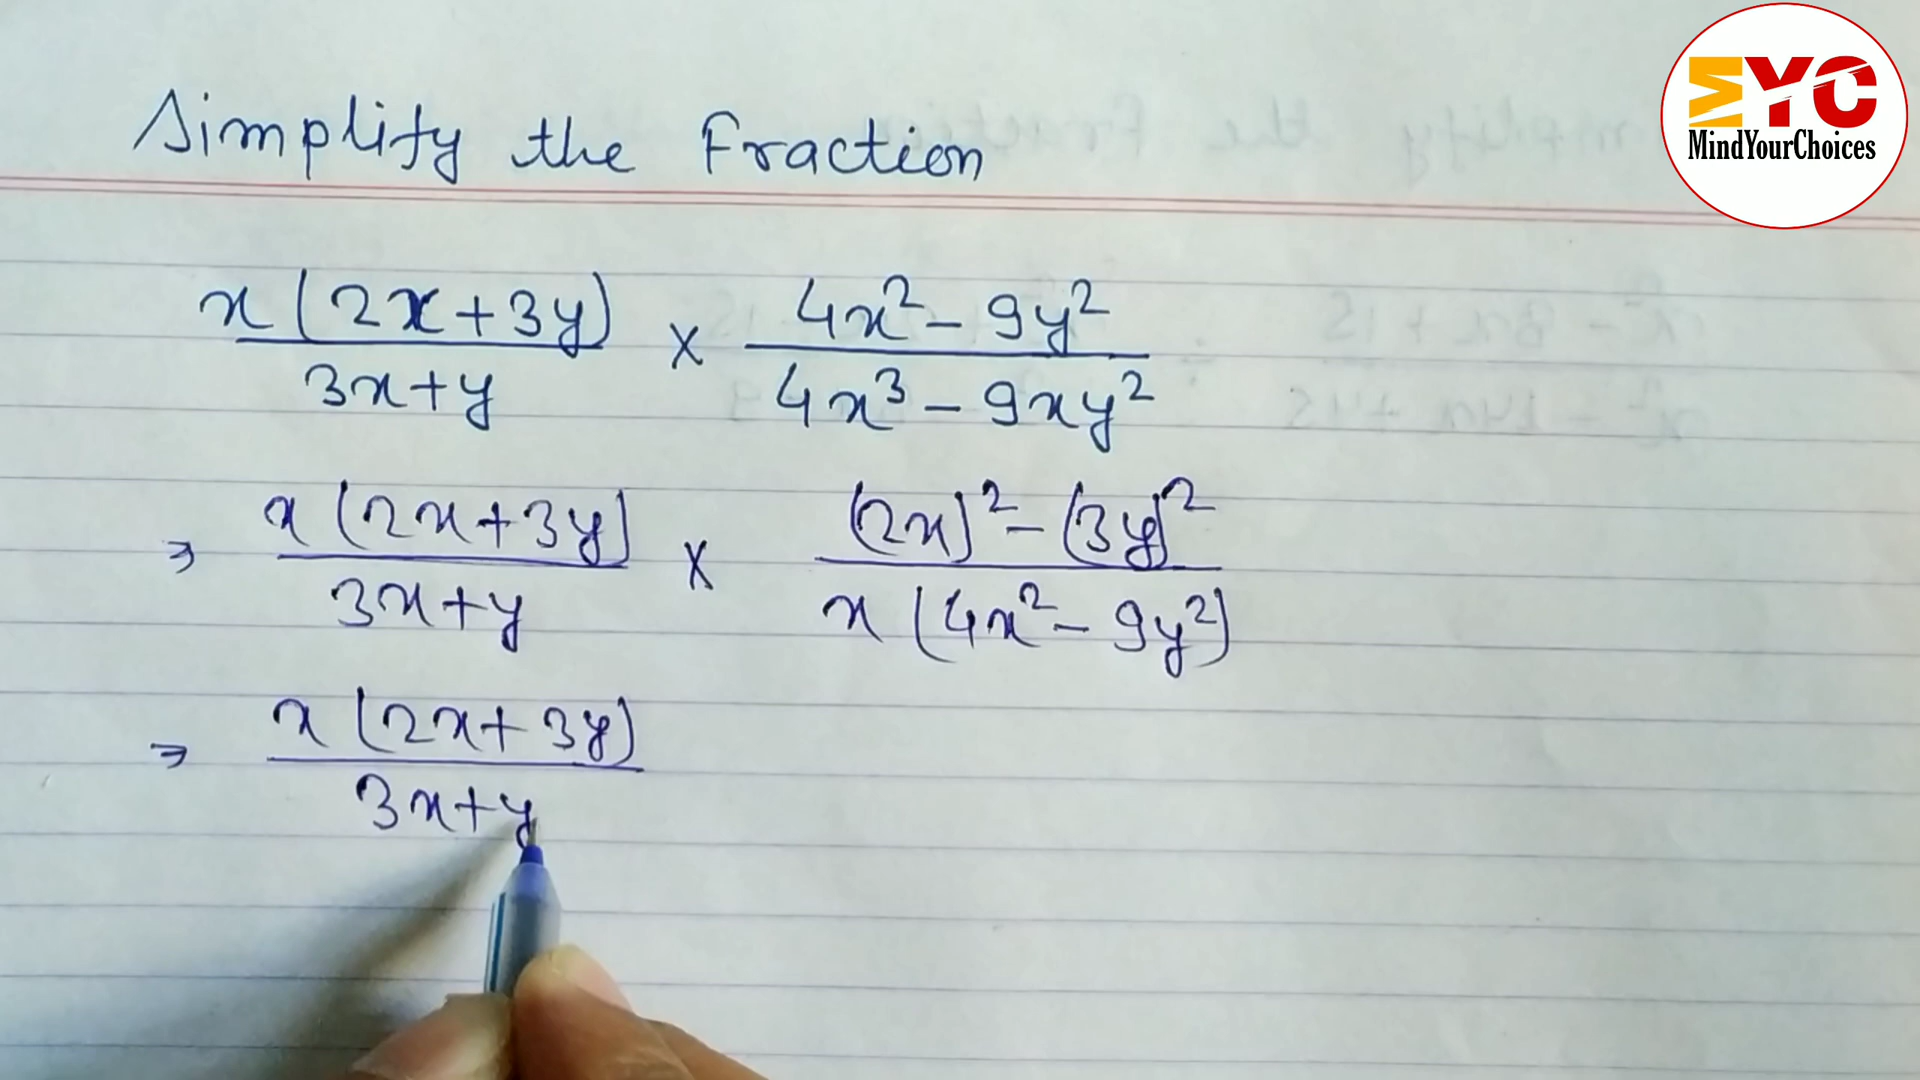 MYC
MindYourChoices
Simplify the Fraction
x(2x+3y)/3x+y × 4x²-9y²/4x³-9xy²
⇒ x(2x+3y)/3x+y × (2x)²-(3y)²/x(4x²-9y²)
⇒ x(2x+3y)/3x+y